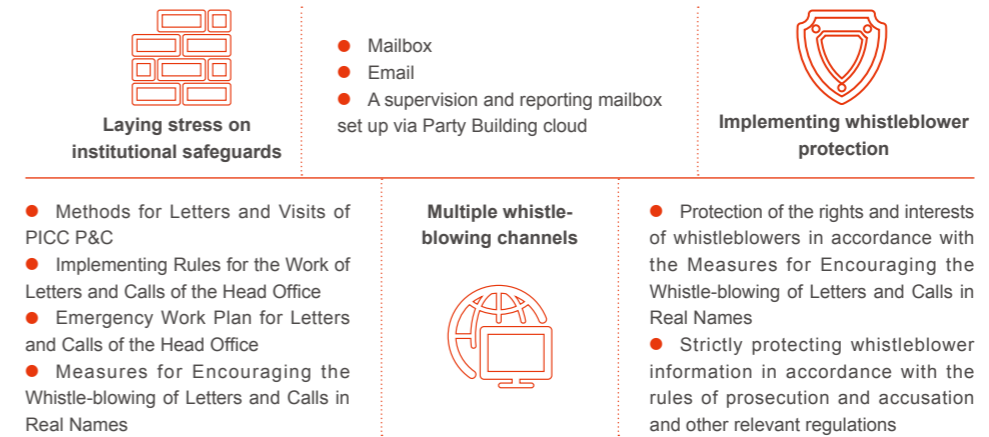 Laying stress on
institutional safeguards
● Mailbox
● Email
● A supervision and reporting mailbox
set up via Party Building cloud
Implementing whistleblower
protection
● Methods for Letters and Visits of
PICC P&C
● Implementing Rules for the Work of
Letters and Calls of the Head Office
● Emergency Work Plan for Letters
and Calls of the Head Office
● Measures for Encouraging the
Whistle-blowing of Letters and Calls in
Real Names
Multiple whistle-
blowing channels
● Protection of the rights and interests
of whistleblowers in accordance with
the Measures for Encouraging the
Whistle-blowing of Letters and Calls in
Real Names
● Strictly protecting whistleblower
information in accordance with the
rules of prosecution and accusation
and other relevant regulations